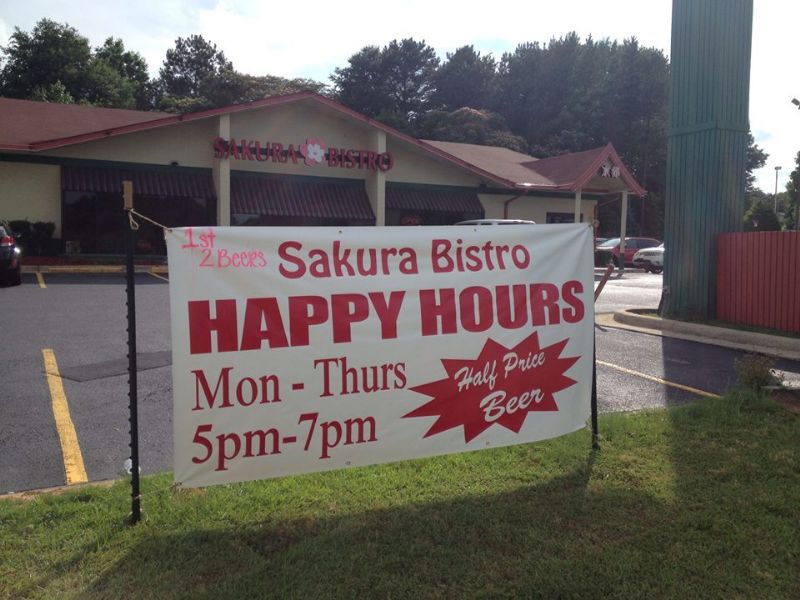 SAKURA BISTRO
1st
2 Beers
Sakura Bistro
HAPPY HOURS
Mon - Thurs
5pm-7pm
Half Price
Beer